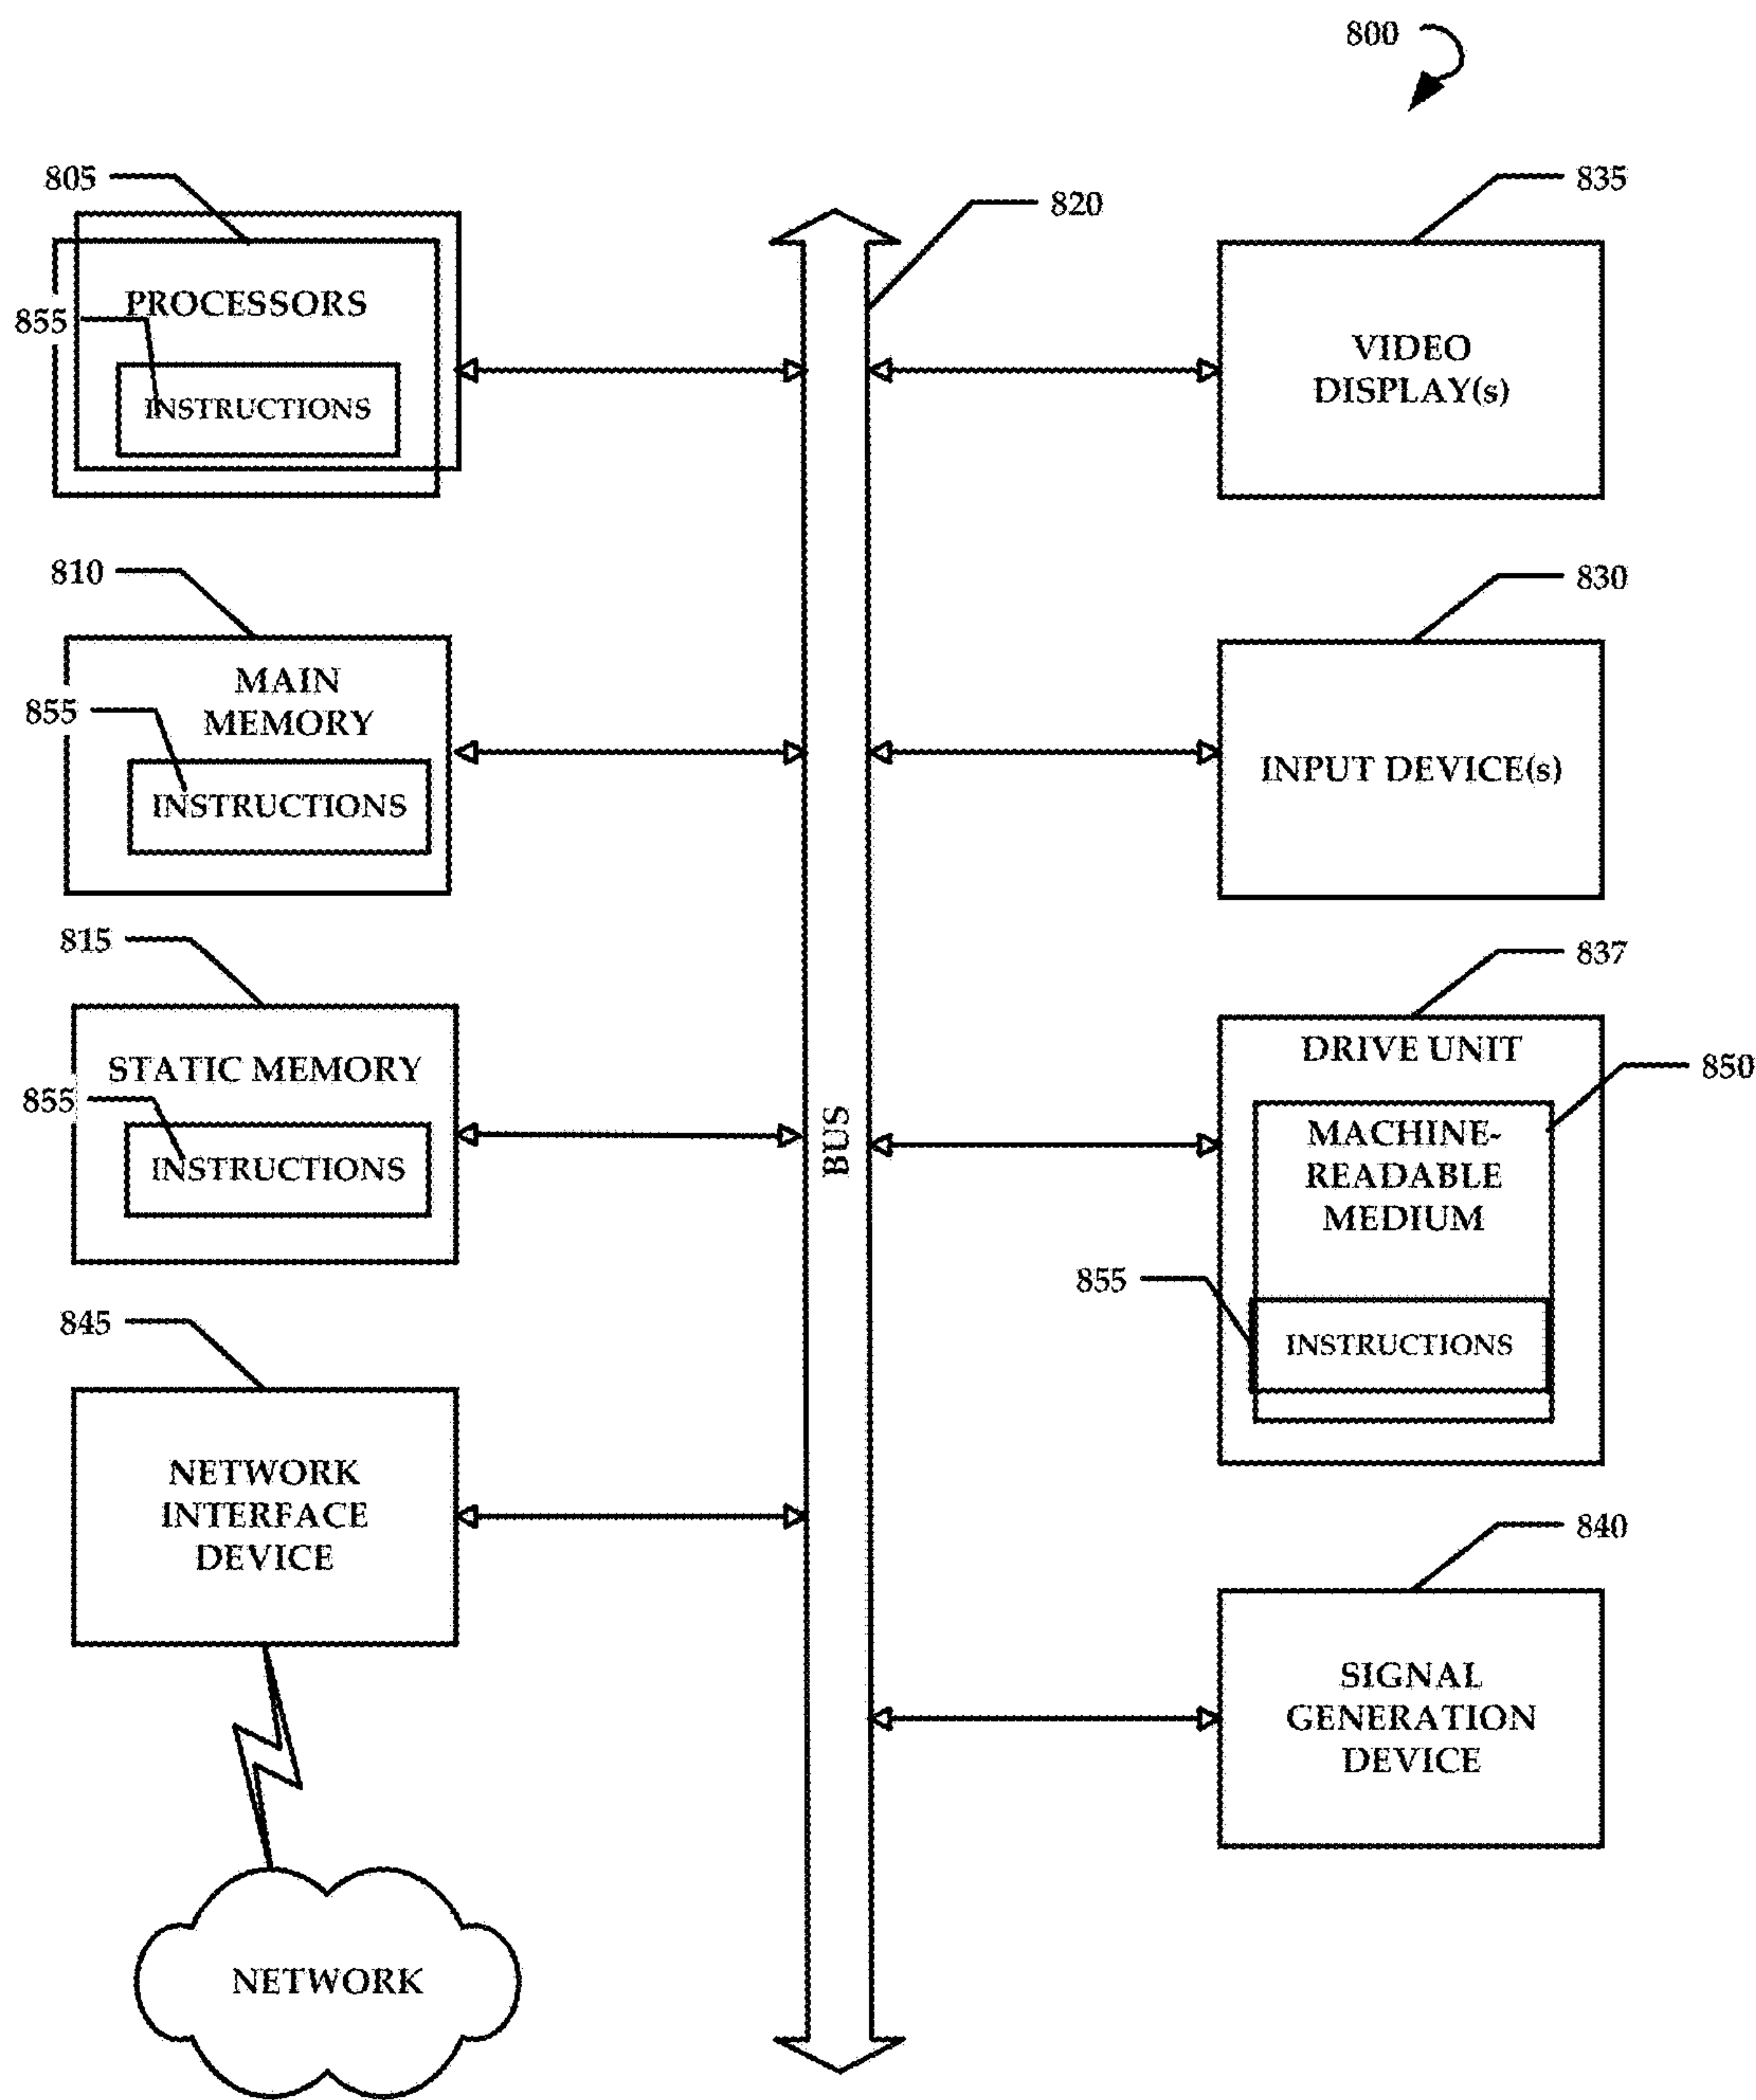 800
805
PROCESSORS
855
INSTRUCTIONS
810
MAIN
MEMORY
855
INSTRUCTIONS
815
STATIC MEMORY
855
INSTRUCTIONS
845
NETWORK
INTERFACE
DEVICE
NETWORK
820
BUS
835
VIDEO
DISPLAY(s)
830
INPUT DEVICE(s)
837
DRIVE UNIT
850
MACHINE-
READABLE
MEDIUM
855
INSTRUCTIONS
840
SIGNAL
GENERATION
DEVICE